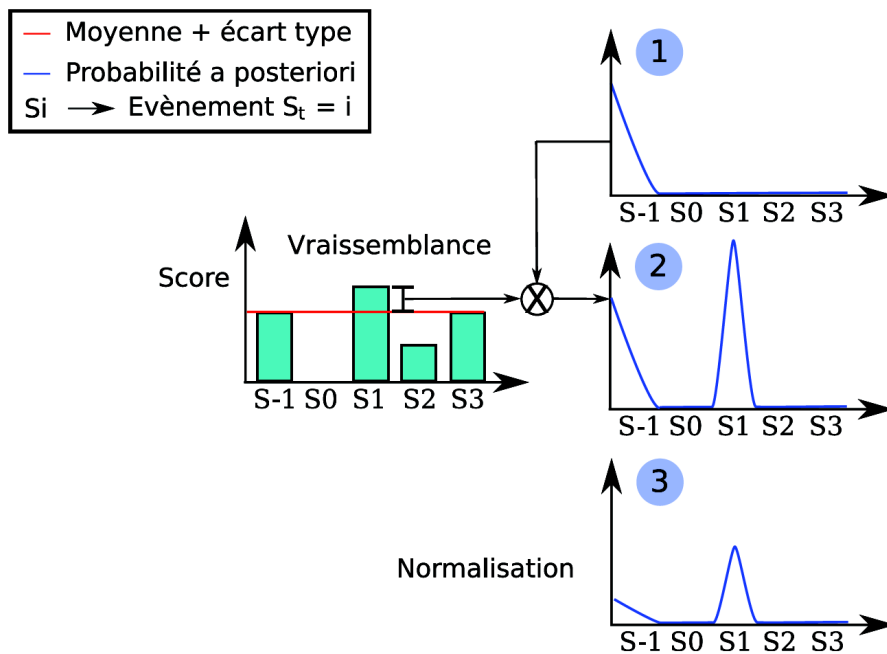 Moyenne + écart type
Probabilité a posteriori
Si → Evènement S_t = i
1
S-1 S0 S1 S2 S3
Vraissemblance
Score
X
S-1 S0 S1 S2 S3
2
S-1 S0 S1 S2 S3
3
Normalisation
S-1 S0 S1 S2 S3